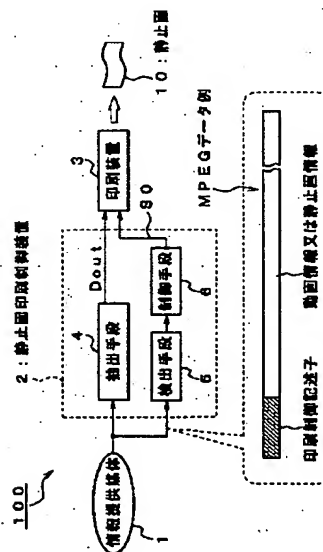 100
2：静止画印刷制御装置
情報提供媒体
1
4
抽出手段
検出手段
制御手段
Dout
S0
3
印刷装置
10：静止画
MPEGデータ例
印刷制御記述子
動画情報又は静止画情報